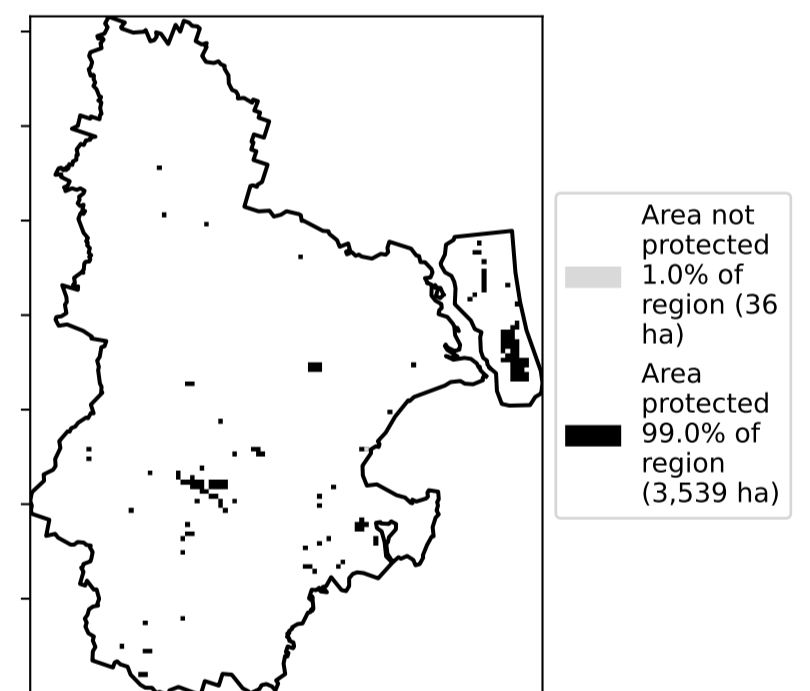 Area not
protected
1.0% of
region (36
ha)
Area
protected
99.0% of
region
(3,539 ha)